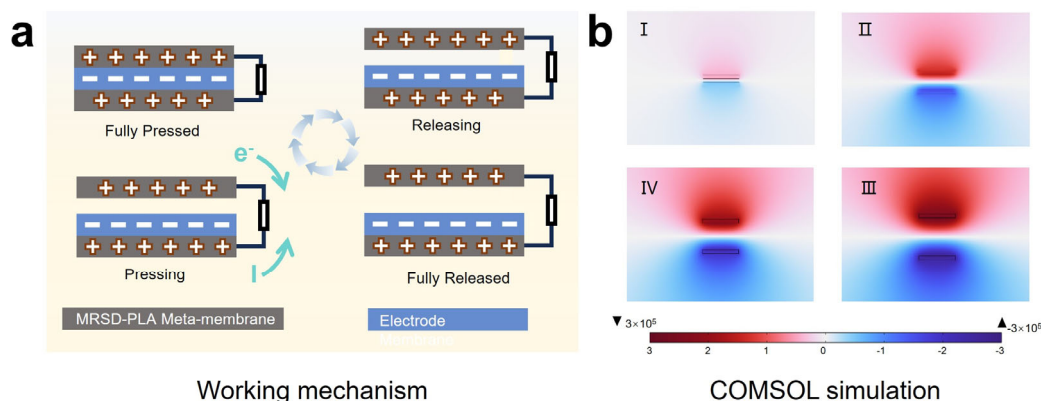 a
Fully Pressed
Releasing
e-
I
Pressing
Fully Released
MRSD-PLA Meta-membrane
Electrode
Membrane
Working mechanism
b
I
II
IV
III
▼ 3×10⁵
▲ -3×10⁵
3 2 1 0 -1 -2 -3
COMSOL simulation